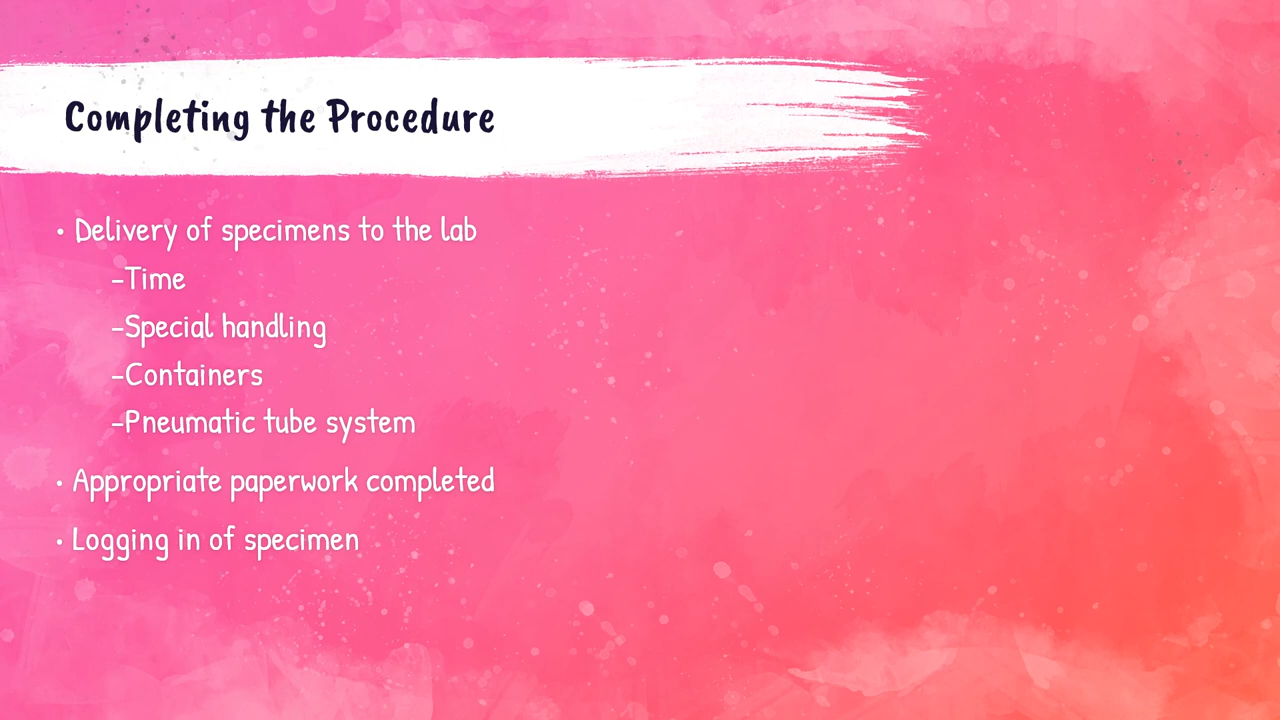 Completing the Procedure
• Delivery of specimens to the lab
–Time
–Special handling
–Containers
–Pneumatic tube system
• Appropriate paperwork completed
• Logging in of specimen